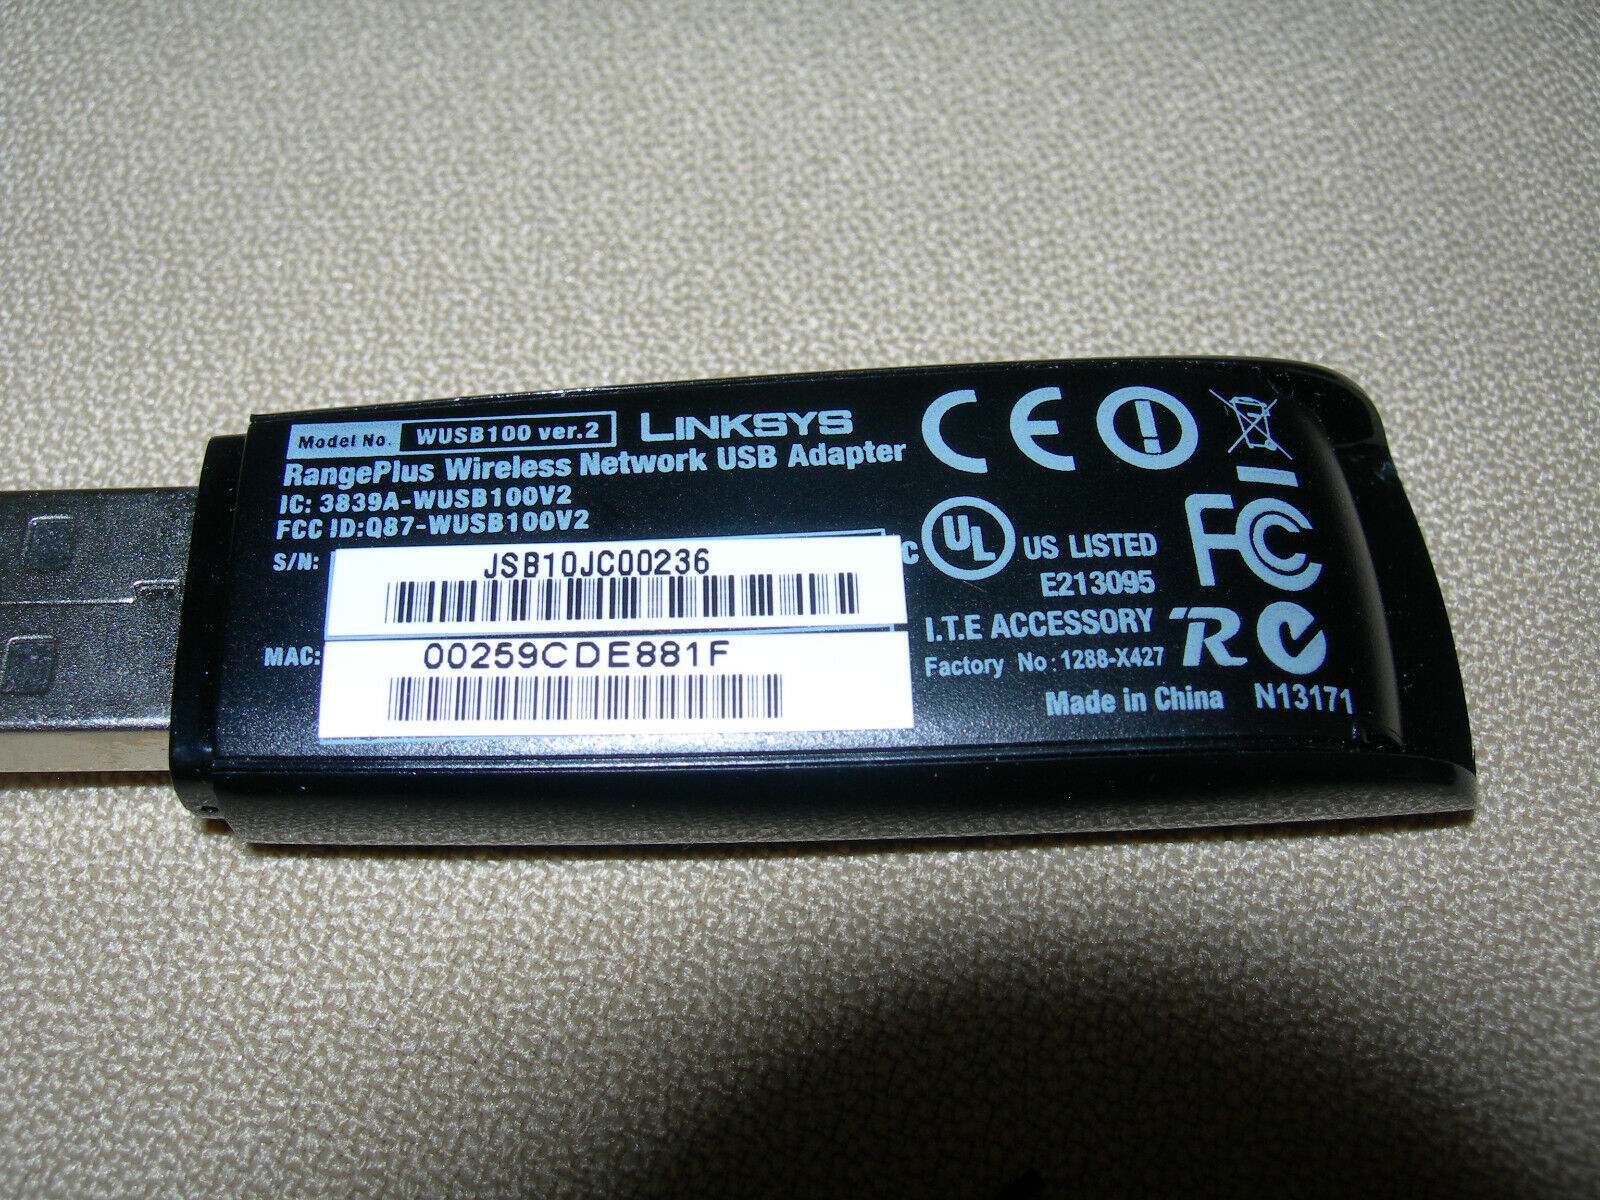 Model No. WUSB100 ver.2 LINKSYS
RangePlus Wireless Network USB Adapter
IC: 3839A-WUSB100V2
FCC ID:Q87-WUSB100V2
S/N: JSB10JC00236
MAC: 00259CDE881F
CE
C UL US LISTED
E213095
I.T.E ACCESSORY
Factory No: 1288-X427
Made in China
FC
R
N13171